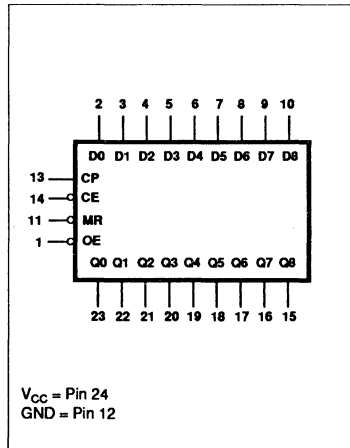 2 3 4 5 6 7 8 9 10
D0 D1 D2 D3 D4 D5 D6 D7 D8
13 CP
14 CE
11 MR
1 OE
Q0 Q1 Q2 Q3 Q4 Q5 Q6 Q7 Q8
23 22 21 20 19 18 17 16 15
VCC = Pin 24
GND = Pin 12